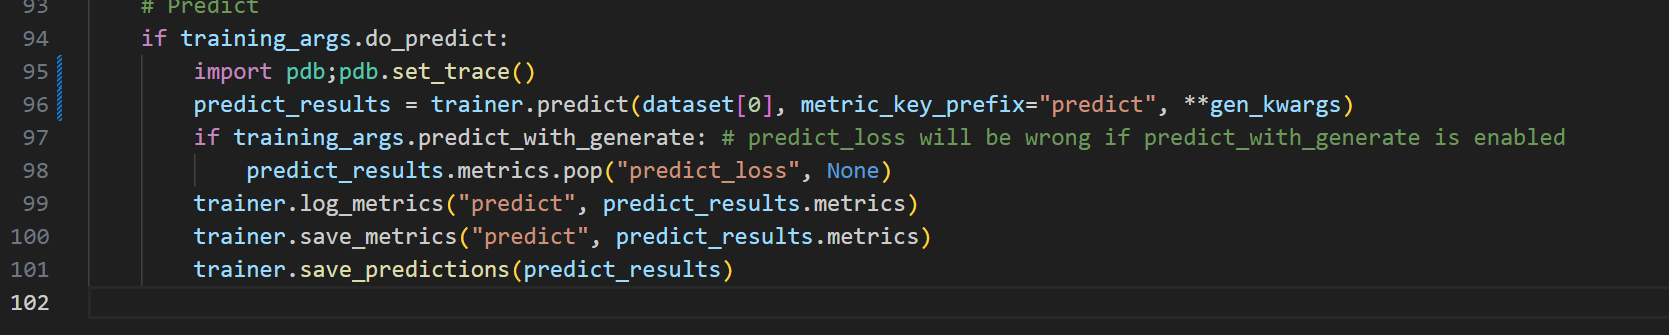 93 # Predict
94 if training_args.do_predict:
95 import pdb;pdb.set_trace()
96 predict_results = trainer.predict(dataset[0], metric_key_prefix="predict", **gen_kwargs)
97 if training_args.predict_with_generate: # predict_loss will be wrong if predict_with_generate is enabled
98 predict_results.metrics.pop("predict_loss", None)
99 trainer.log_metrics("predict", predict_results.metrics)
100 trainer.save_metrics("predict", predict_results.metrics)
101 trainer.save_predictions(predict_results)
102